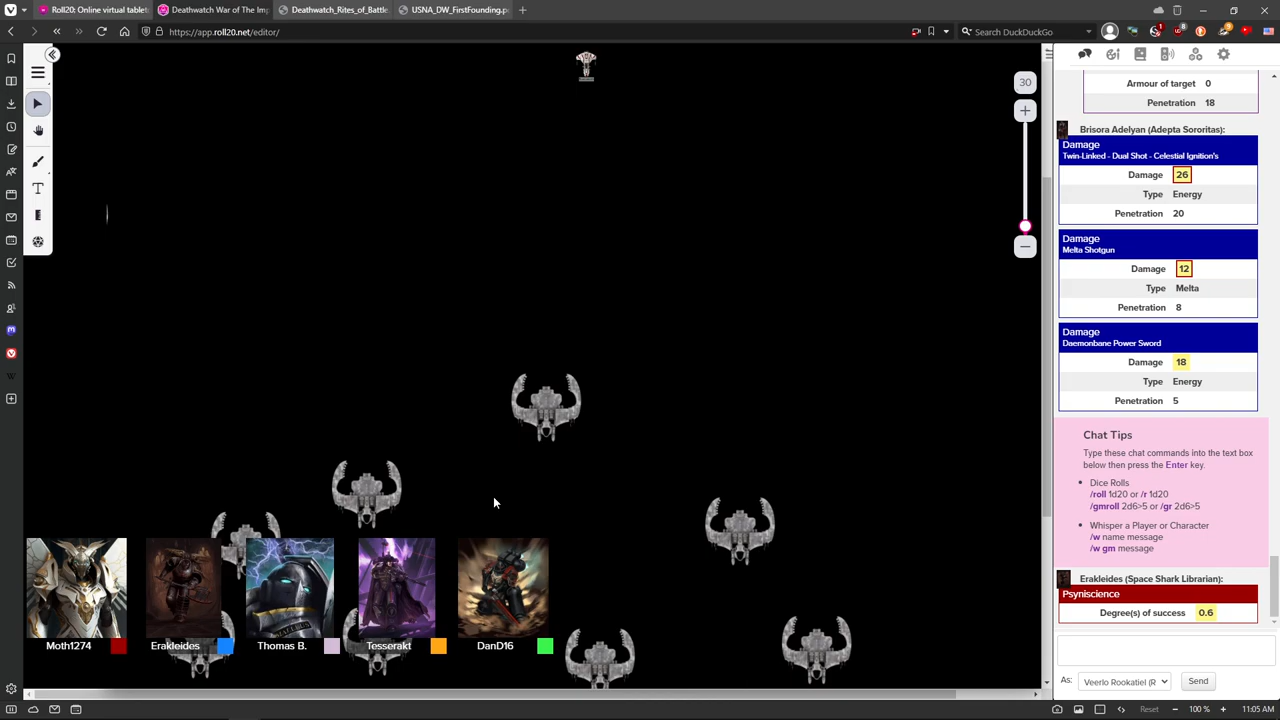 Roll20: Online virtual tablet
Deathwatch War of The Imp
Deathwatch_Rites_of_Battle
USNA_DW_FirstFounding.p
https://app.roll20.net/editor/
Search DuckDuckGo
30
Armour of target 0
Penetration 18
Brisora Adelyan (Adepta Sororitas):
Damage
Twin-Linked - Dual Shot - Celestial Ignition's
Damage 26
Type Energy
Penetration 20
Damage
Melta Shotgun
Damage 12
Type Melta
Penetration 8
Damage
Daemonbane Power Sword
Damage 18
Type Energy
Penetration 5
Chat Tips
Type these chat commands into the text box
below then press the Enter key.
Dice Rolls
/roll 1d20 or /r 1d20
/gmroll 2d6>5 or /gr 2d6>5
Whisper a Player or Character
/w name message
/w gm message
Erakleides (Space Shark Librarian):
Psyniscience
Degree(s) of success 0.6
Moth1274
Erakleides
Thomas B.
Tesserakt
DanD16
As: Veerlo Rookatiel (R
Send
Reset
100 %
11:05 AM